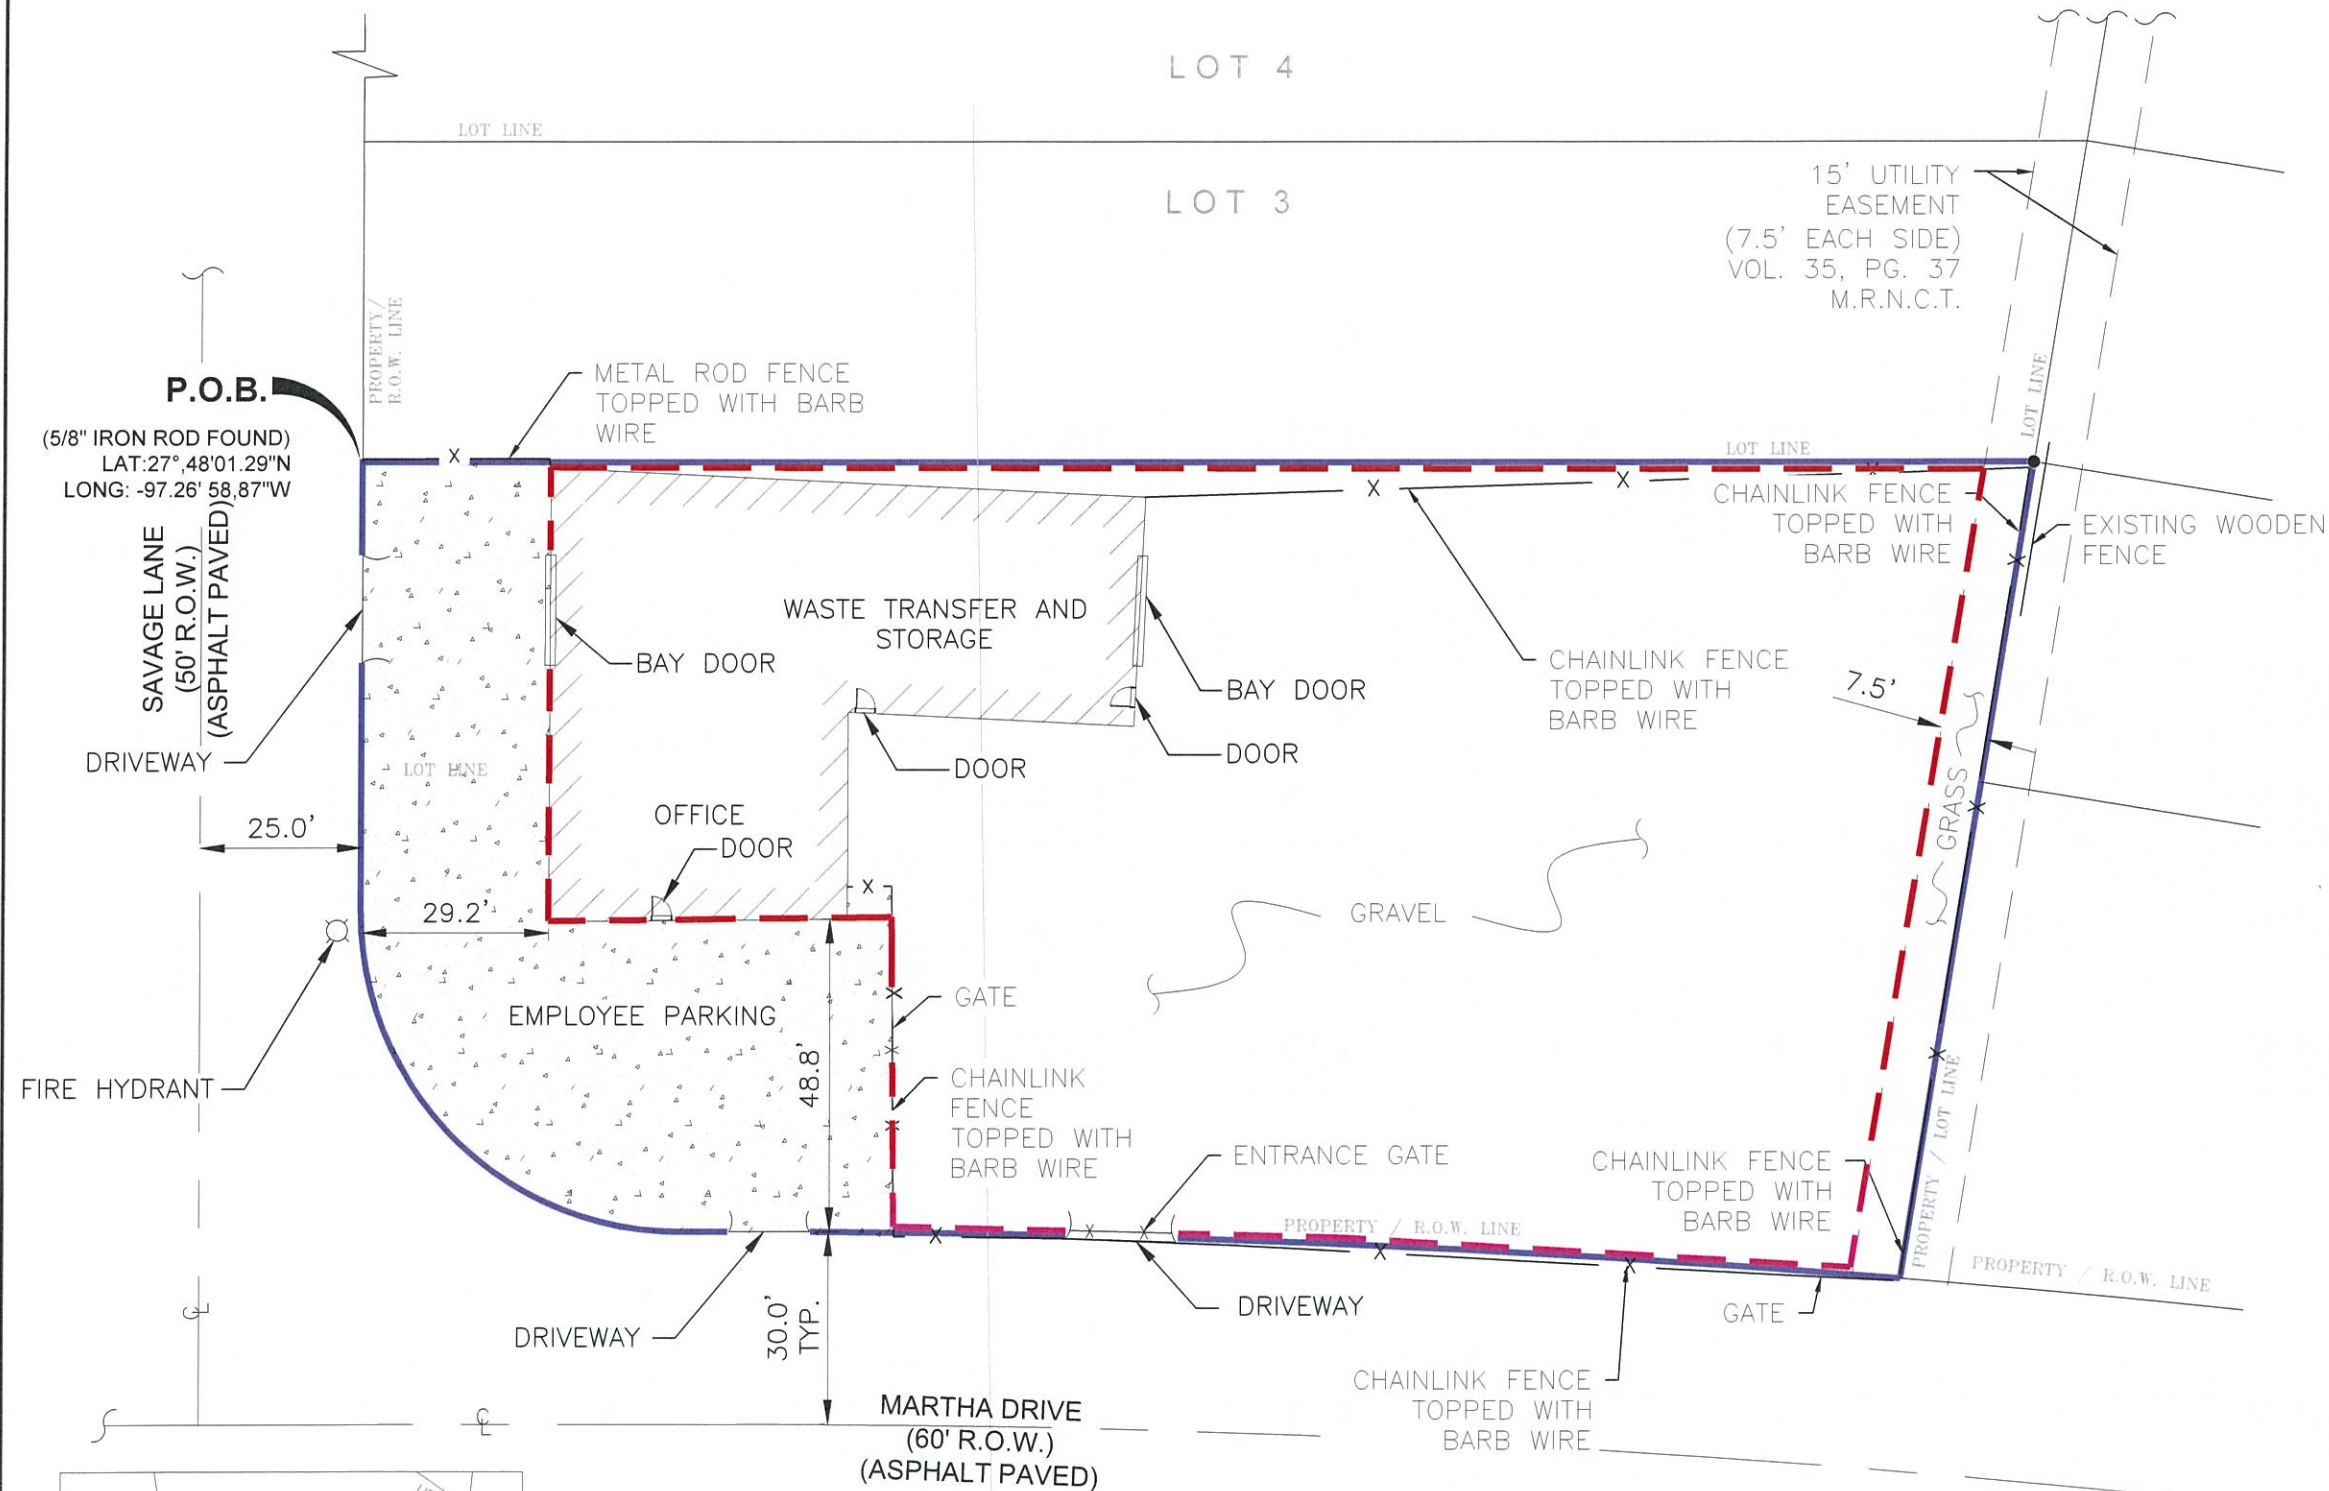 LOT 4
LOT LINE
LOT 3
15' UTILITY
EASEMENT
(7.5' EACH SIDE)
VOL. 35, PG. 37
M.R.N.C.T.
PROPERTY/
R.O.W. LINE
LOT LINE
P.O.B.
(5/8" IRON ROD FOUND)
LAT:27°,48'01.29"N
LONG: -97.26' 58,87"W
METAL ROD FENCE
TOPPED WITH BARB
WIRE
X
LOT LINE
X
X
X
CHAINLINK FENCE
TOPPED WITH
BARB WIRE
EXISTING WOODEN
FENCE
X
SAVAGE LANE
(50' R.O.W.)
(ASPHALT PAVED)
WASTE TRANSFER AND
STORAGE
BAY DOOR
BAY DOOR
CHAINLINK FENCE
TOPPED WITH
BARB WIRE
7.5'
DRIVEWAY
LOT LINE
DOOR
DOOR
OFFICE
DOOR
25.0'
X
GRASS
X
29.2'
GRAVEL
X
GATE
EMPLOYEE PARKING
X
48.8'
X
FIRE HYDRANT
CHAINLINK
FENCE
TOPPED WITH
BARB WIRE
X
ENTRANCE GATE
CHAINLINK FENCE
TOPPED WITH
BARB WIRE
PROPERTY / LOT LINE
X
X
X
PROPERTY / R.O.W. LINE
X
X
PROPERTY / R.O.W. LINE
DRIVEWAY
30.0'
TYP.
DRIVEWAY
GATE
CHAINLINK FENCE
TOPPED WITH
BARB WIRE
MARTHA DRIVE
(60' R.O.W.)
(ASPHALT PAVED)